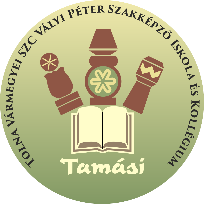 TOLNA VÁRMEGYEI SZC VÁLYI PÉTER SZAKKÉPZŐ ISKOLA ÉS KOLLÉGIUM
Tamási